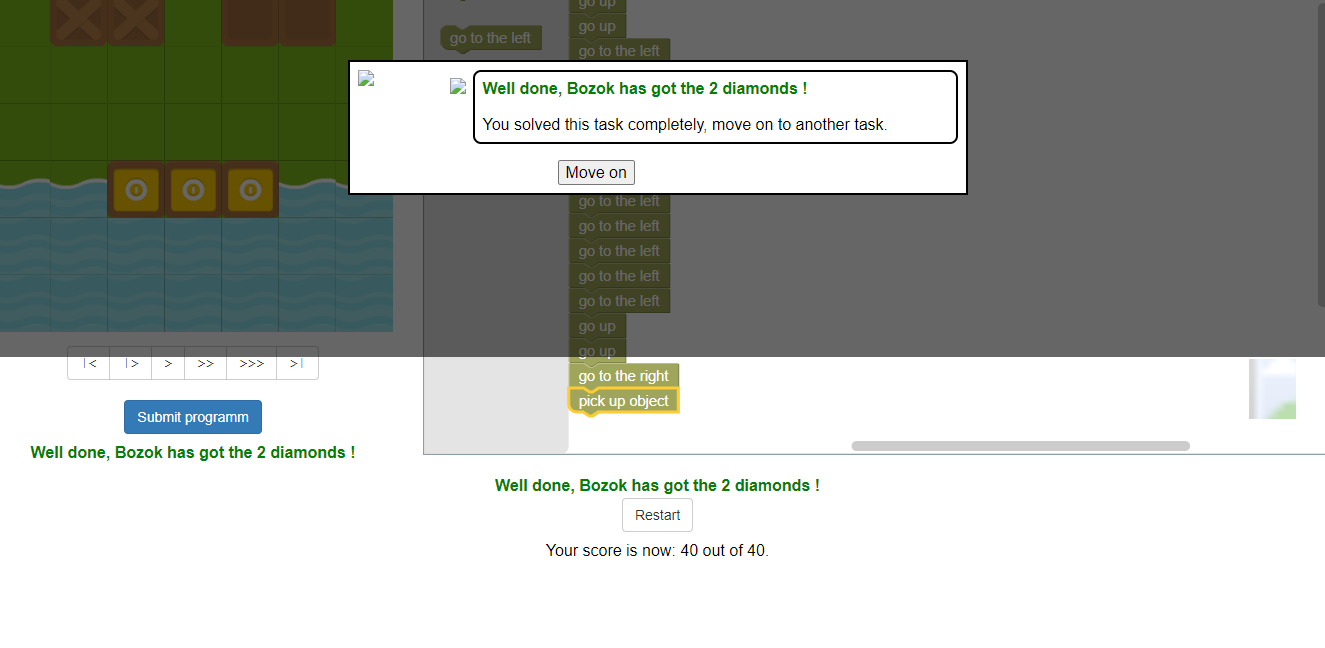 go up
go up
go to the left
go to the left
Well done, Bozok has got the 2 diamonds !
You solved this task completely, move on to another task.
Move on
go to the left
go to the left
go to the left
go to the left
go to the left
go up
go up
go to the right
pick up object
|< |> > >> >>> >|
Submit programm
Well done, Bozok has got the 2 diamonds !
Well done, Bozok has got the 2 diamonds !
Restart
Your score is now: 40 out of 40.